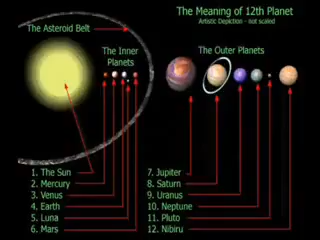 The Meaning of 12th Planet
Artistic Depiction - not scaled
The Asteroid Belt
The Inner
Planets
The Outer Planets
1. The Sun
2. Mercury
3. Venus
4. Earth
5. Luna
6. Mars
7. Jupiter
8. Saturn
9. Uranus
10. Neptune
11. Pluto
12. Nibiru